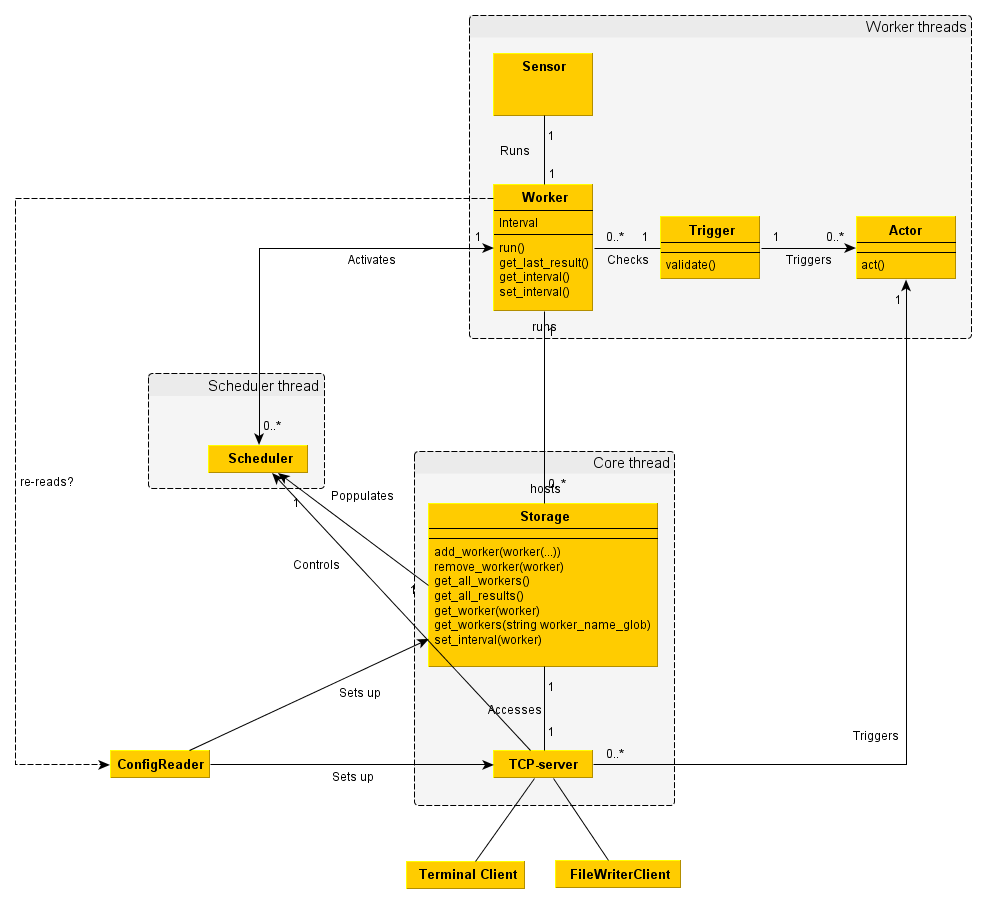 Worker threads
Sensor
1
Runs
1
Worker
Interval
run()
get_last_result()
get_interval()
set_interval()
1
Activates
0..*
1
Checks
Trigger
validate()
1
0..*
Triggers
Actor
act()
1
runs
1
Scheduler thread
0..*
Scheduler
1
Poppulates
Controls
re-reads?
Core thread
0..*
hosts
Storage
add_worker(worker(...))
remove_worker(worker)
get_all_workers()
get_all_results()
get_worker(worker)
get_workers(string worker_name_glob)
set_interval(worker)
1
Sets up
1
Accesses
1
Triggers
ConfigReader
Sets up
TCP-server
0..*
Terminal Client
FileWriterClient